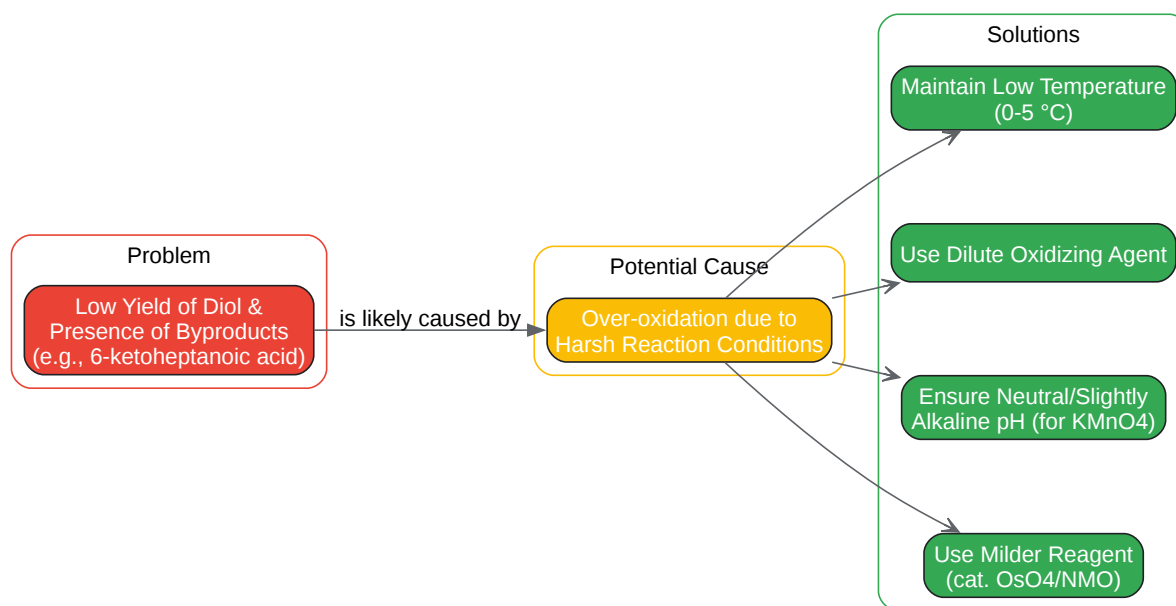 Problem
Low Yield of Diol &
Presence of Byproducts
(e.g., 6-ketoheptanoic acid)
is likely caused by
Potential Cause
Over-oxidation due to
Harsh Reaction Conditions
Solutions
Maintain Low Temperature
(0-5 °C)
Use Dilute Oxidizing Agent
Ensure Neutral/Slightly
Alkaline pH (for KMnO4)
Use Milder Reagent
(cat. OsO4/NMO)